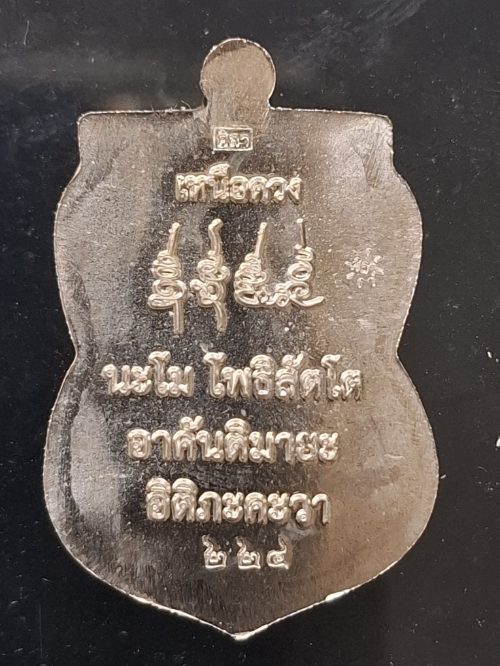 เหนือดวง
นะโม โพธิสัตโต
อาคันติมายะ
อิติภะคะวา
๒๒๔